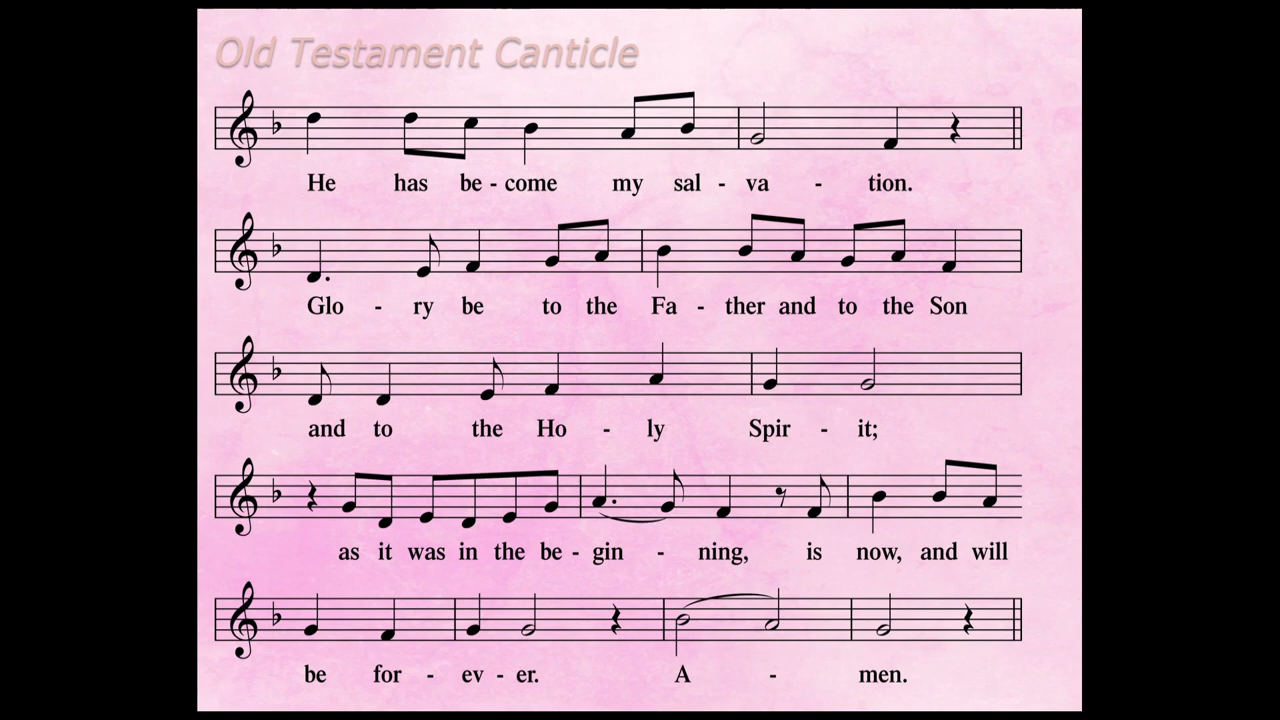 Old Testament Canticle
He has be - come my sal - va - tion.
Glo - ry be to the Fa - ther and to the Son
and to the Ho - ly Spir - it;
as it was in the be - gin - ning, is now, and will
be for - ev - er. A - men.